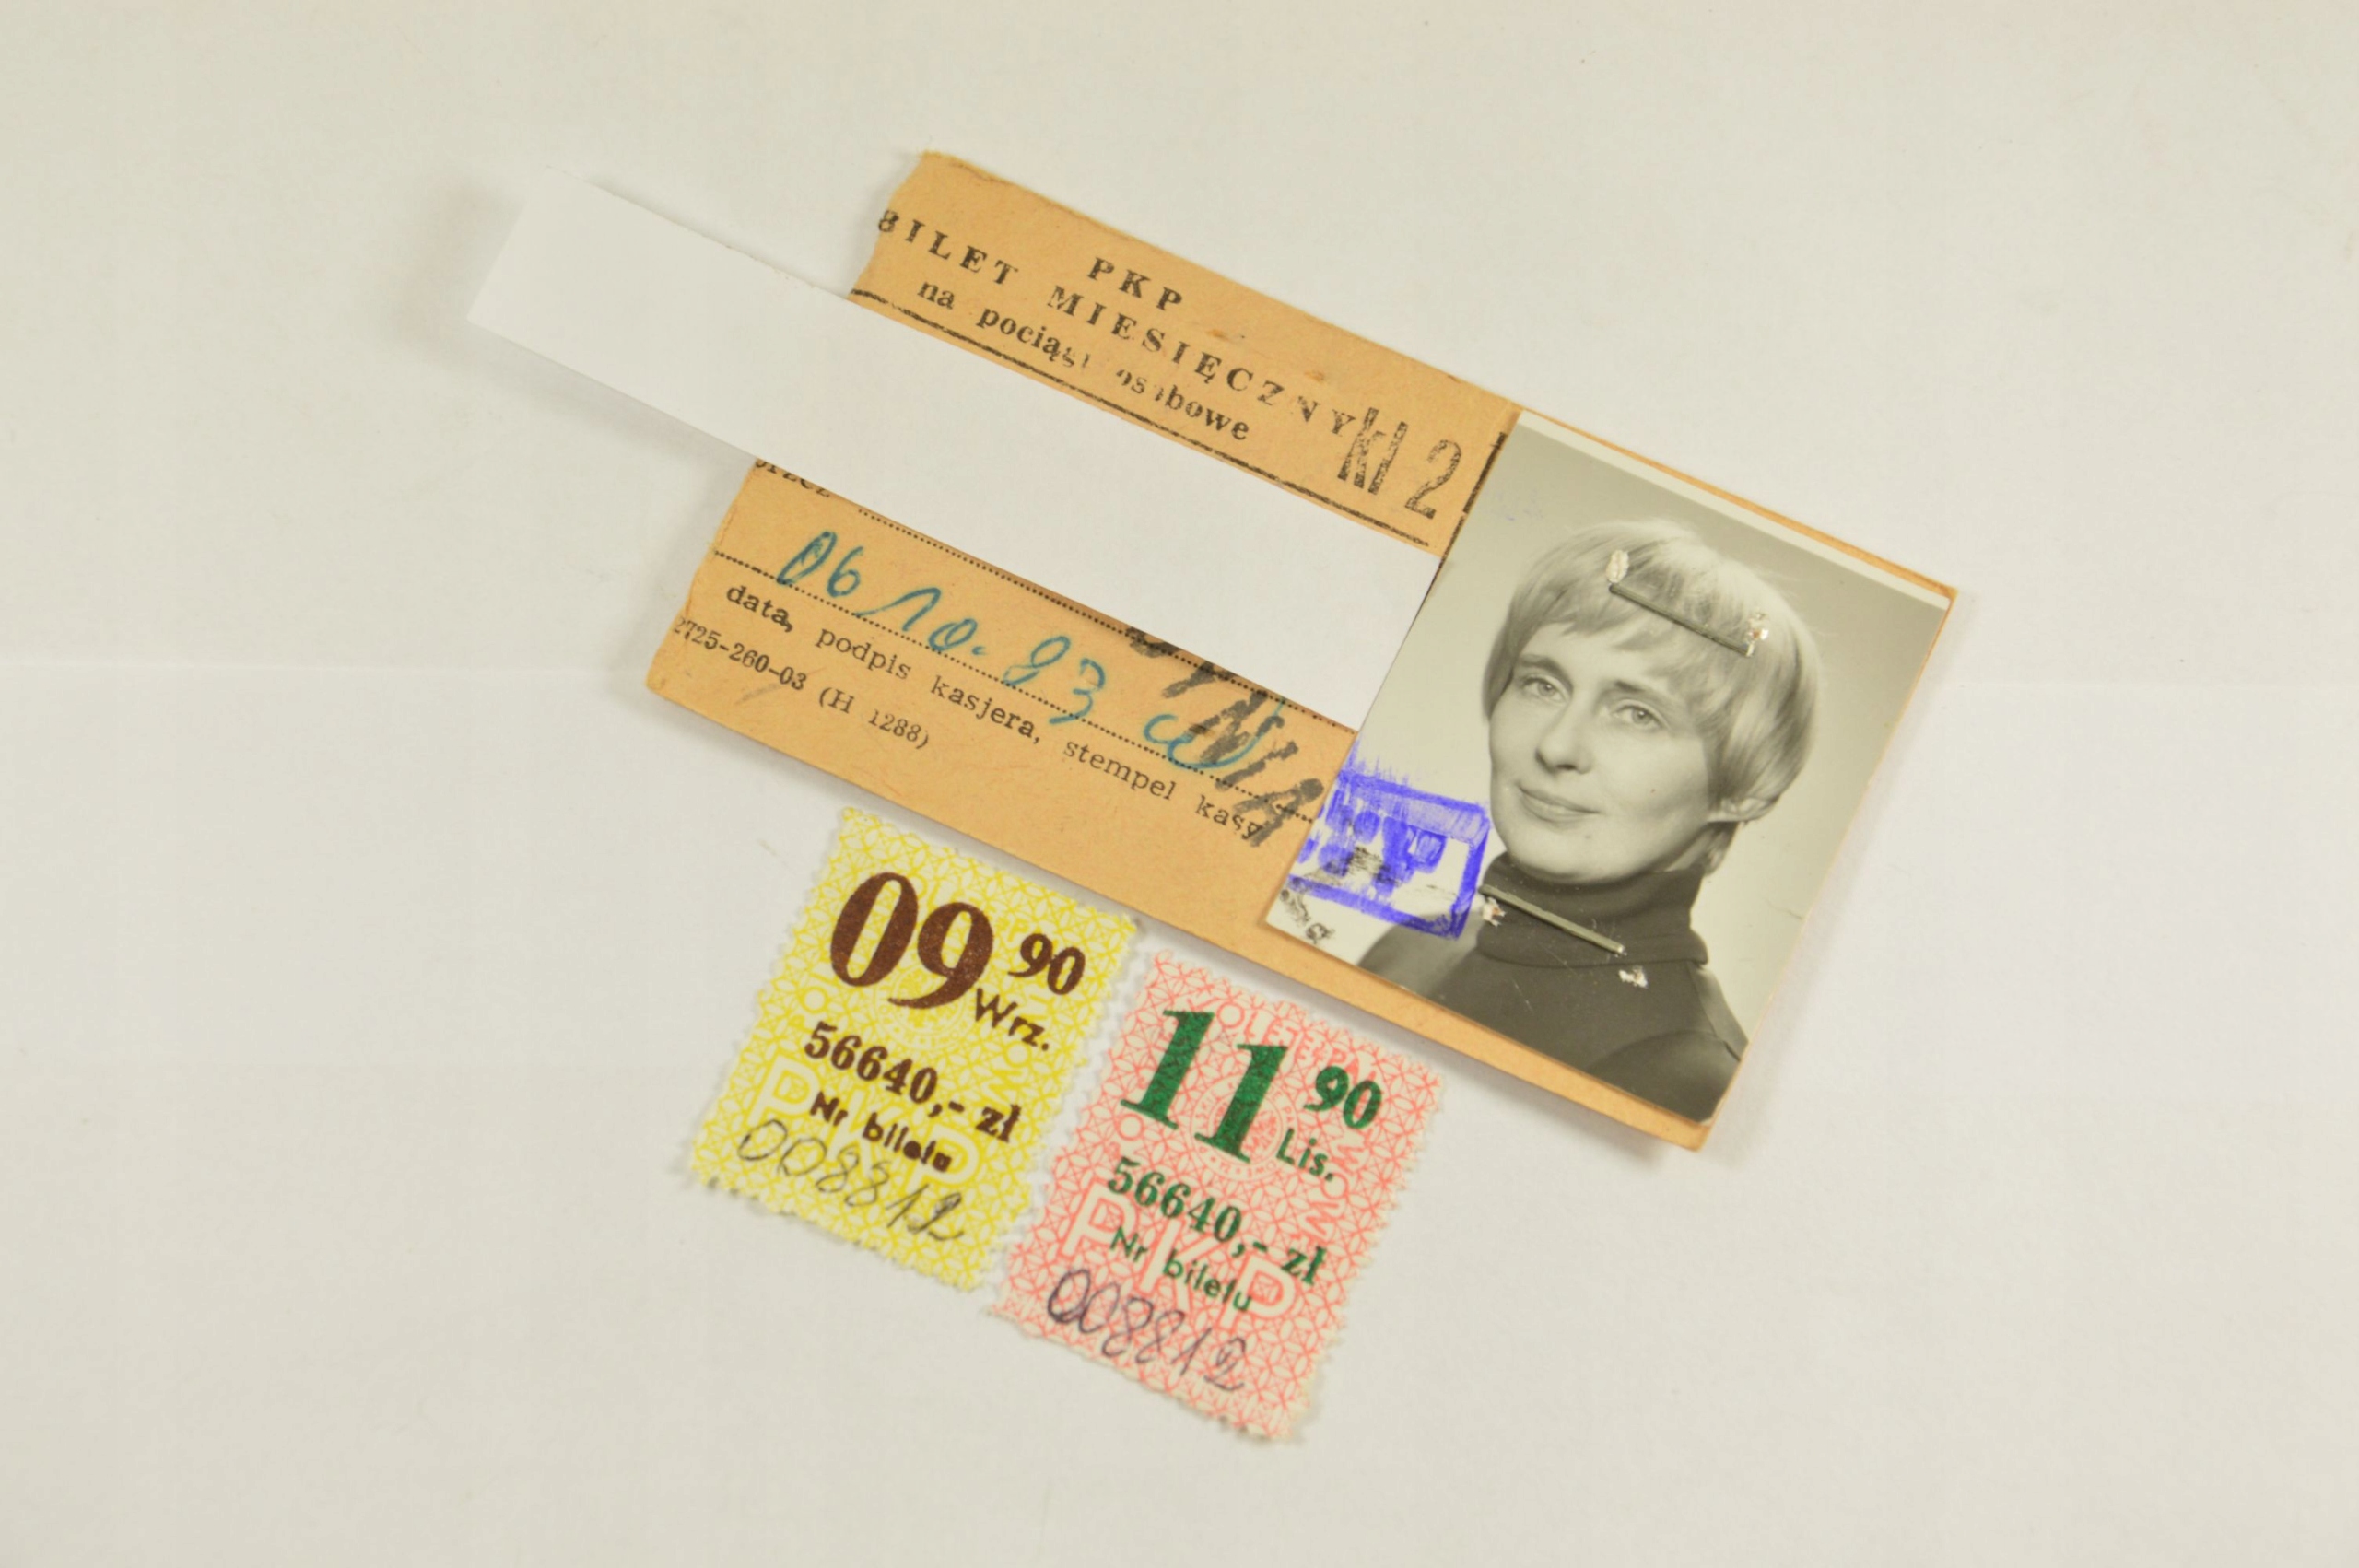 PKP
BILET MIESIĘCZNY
na pociągi osobowe
kl 2
06 10. 83
data, podpis kasjera, stempel kasy
2725-260-03 (H 1288)
09 90
Wrz.
56640,- zł
Nr biletu
008812
11 90
Lis.
56640,- zł
PKP
Nr biletu
008812